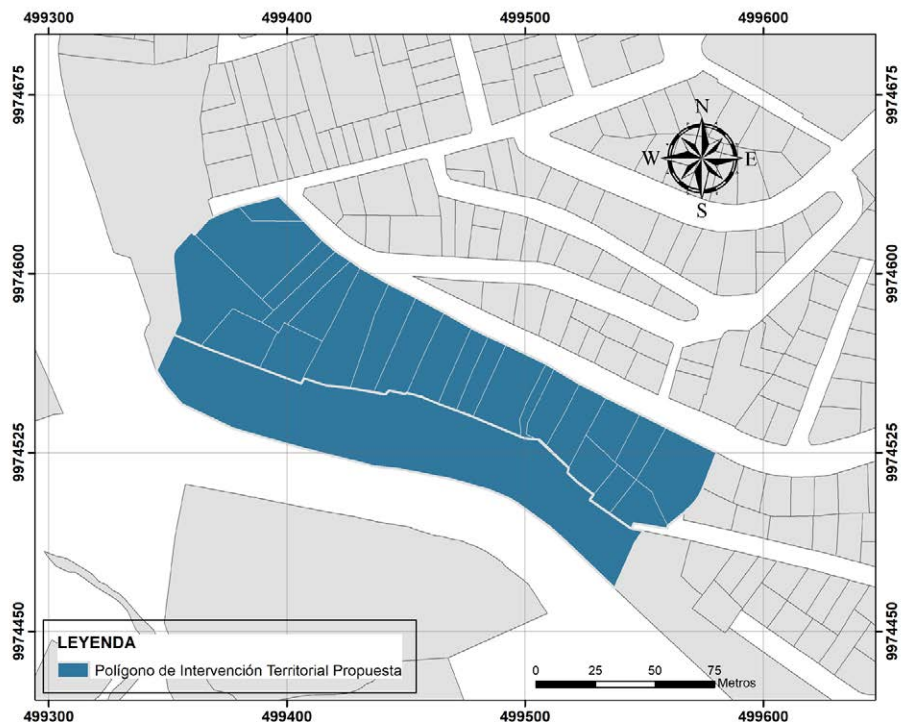 499300 499400 499500 499600
9974675 9974675
N
W E
S
9974600 9974600
9974525 9974525
9974450 9974450
LEYENDA
Polígono de Intervención Territorial Propuesta
0 25 50 75
Metros
499300 499400 499500 499600